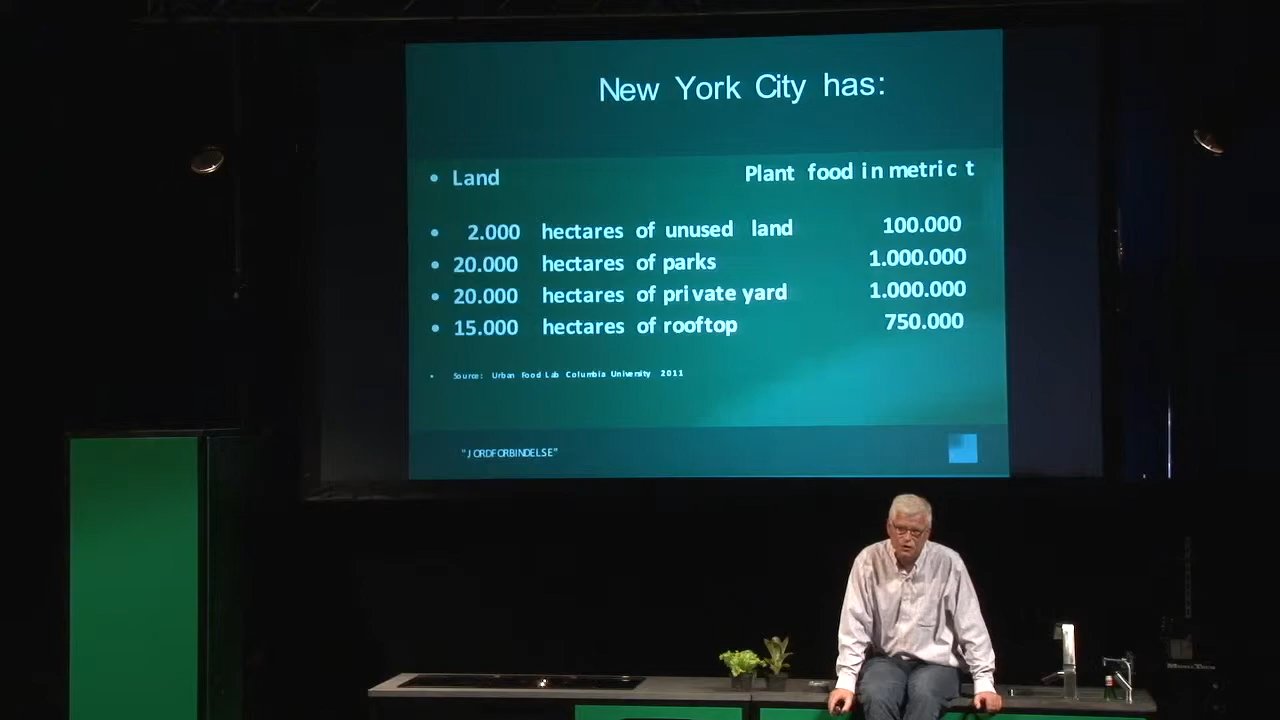 New York City has:
• Land Plant food in metric t
• 2.000 hectares of unused land 100.000
• 20.000 hectares of parks 1.000.000
• 20.000 hectares of private yard 1.000.000
• 15.000 hectares of rooftop 750.000
• Source: Urban Food Lab Columbia University 2011
"JORDFORBINDELSE"